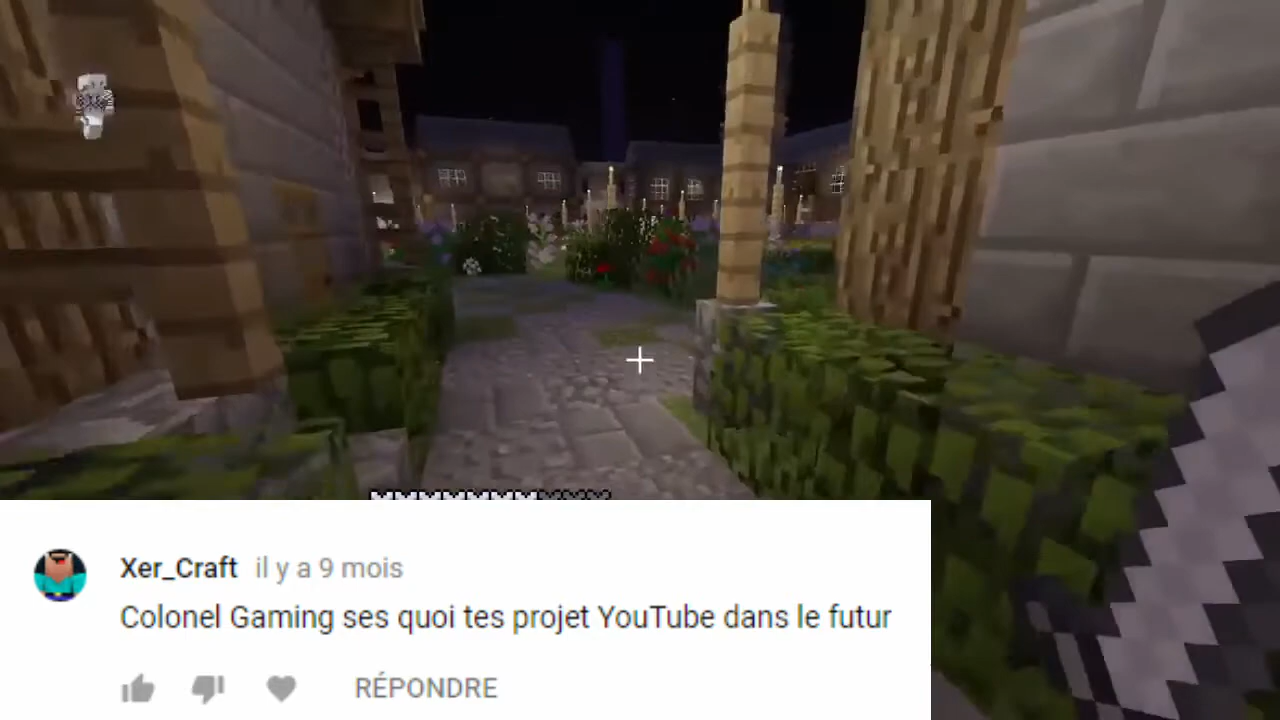 Xer_Craft il y a 9 mois
Colonel Gaming ses quoi tes projet YouTube dans le futur
RÉPONDRE